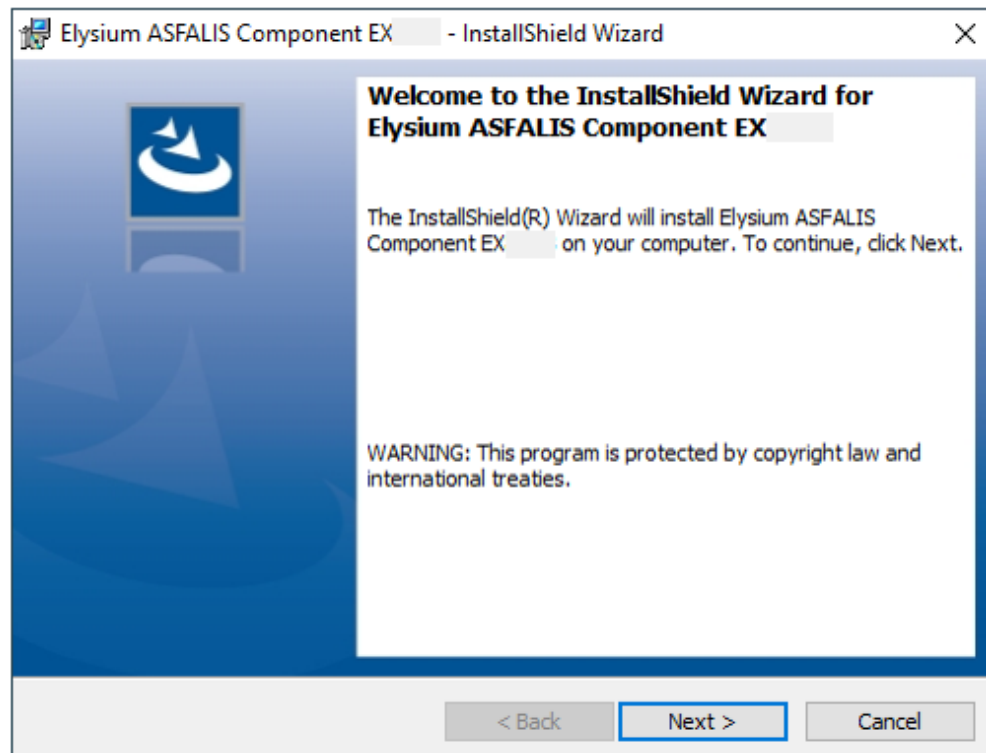 Elysium ASFALIS Component EX - InstallShield Wizard
Welcome to the InstallShield Wizard for
Elysium ASFALIS Component EX
The InstallShield(R) Wizard will install Elysium ASFALIS
Component EX on your computer. To continue, click Next.
WARNING: This program is protected by copyright law and
international treaties.
< Back
Next >
Cancel